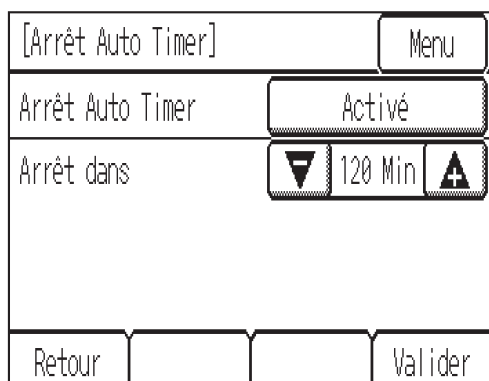 [Arrêt Auto Timer] Menu
Arrêt Auto Timer Activé
Arrêt dans 120 Min
Retour Valider